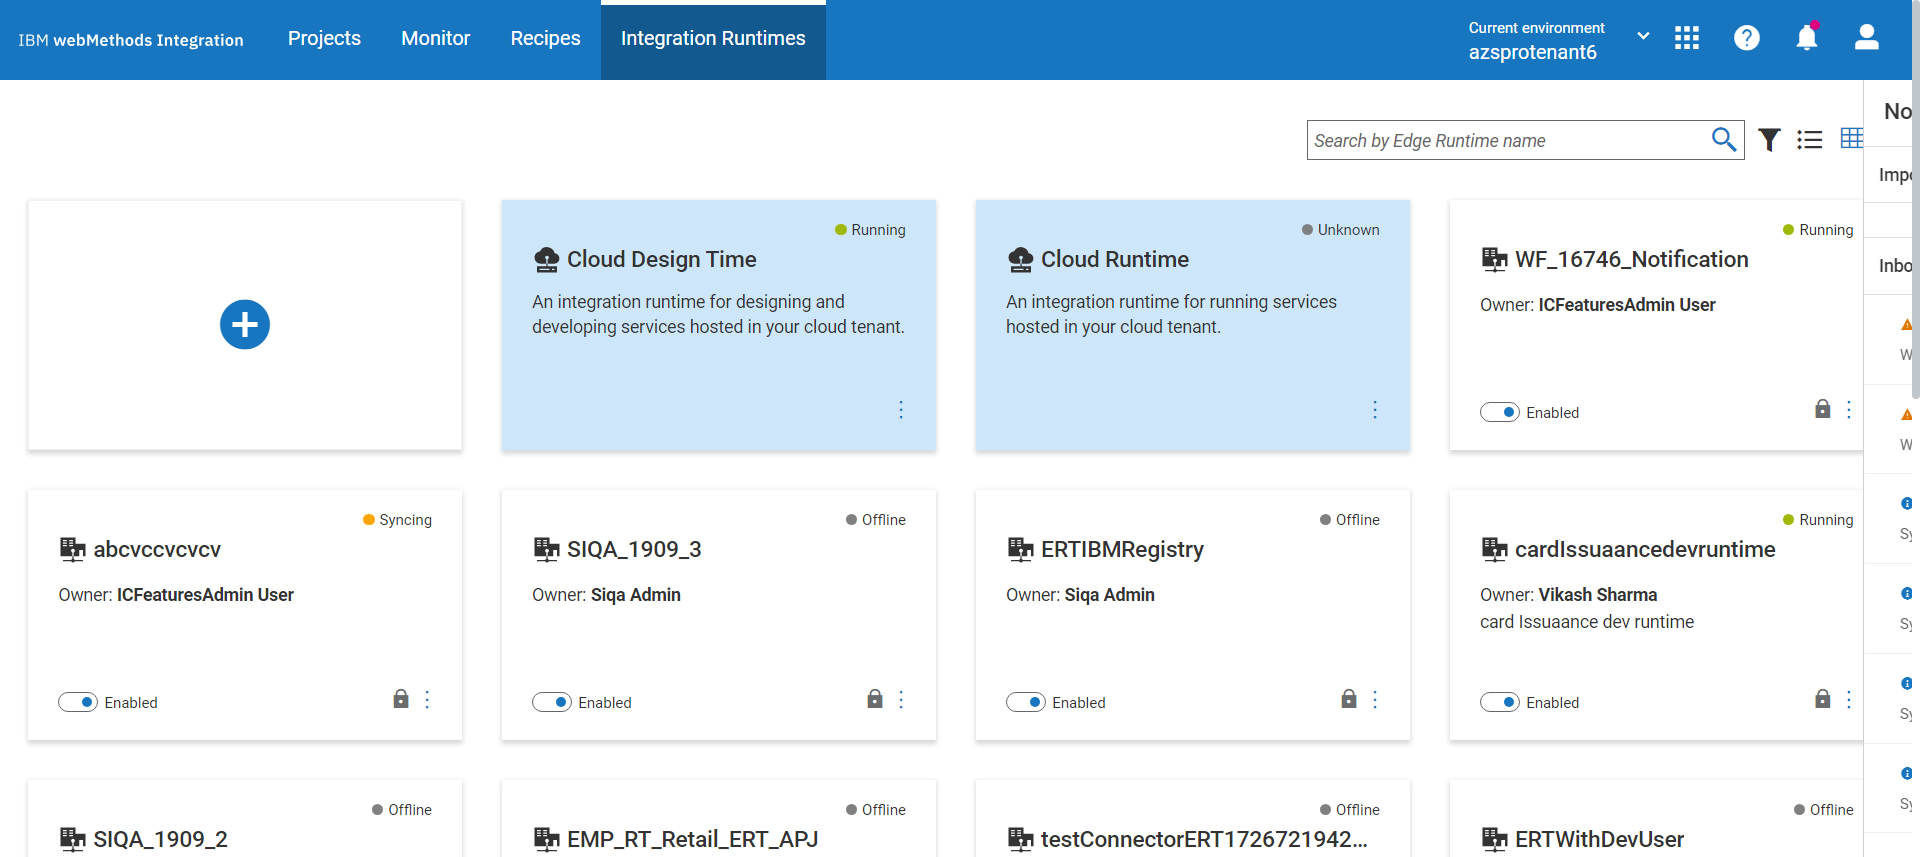 IBM webMethods Integration
Projects
Monitor
Recipes
Integration Runtimes
Current environment
azsprotenant6
Search by Edge Runtime name
Running
Cloud Design Time
An integration runtime for designing and
developing services hosted in your cloud tenant.
Unknown
Cloud Runtime
An integration runtime for running services
hosted in your cloud tenant.
Running
WF_16746_Notification
Owner: ICFeaturesAdmin User
Enabled
Syncing
abcvccvcvcv
Owner: ICFeaturesAdmin User
Enabled
Offline
SIQA_1909_3
Owner: Siqa Admin
Enabled
Offline
ERTIBMRegistry
Owner: Siqa Admin
Enabled
Running
cardIssuaancedevruntime
Owner: Vikash Sharma
card Issuaance dev runtime
Enabled
Offline
SIQA_1909_2
Offline
EMP_RT_Retail_ERT_APJ
Offline
testConnectorERT1726721942...
Offline
ERTWithDevUser
No
Impo
Inbo
W
W
Sy
Sy
Sy
Sy